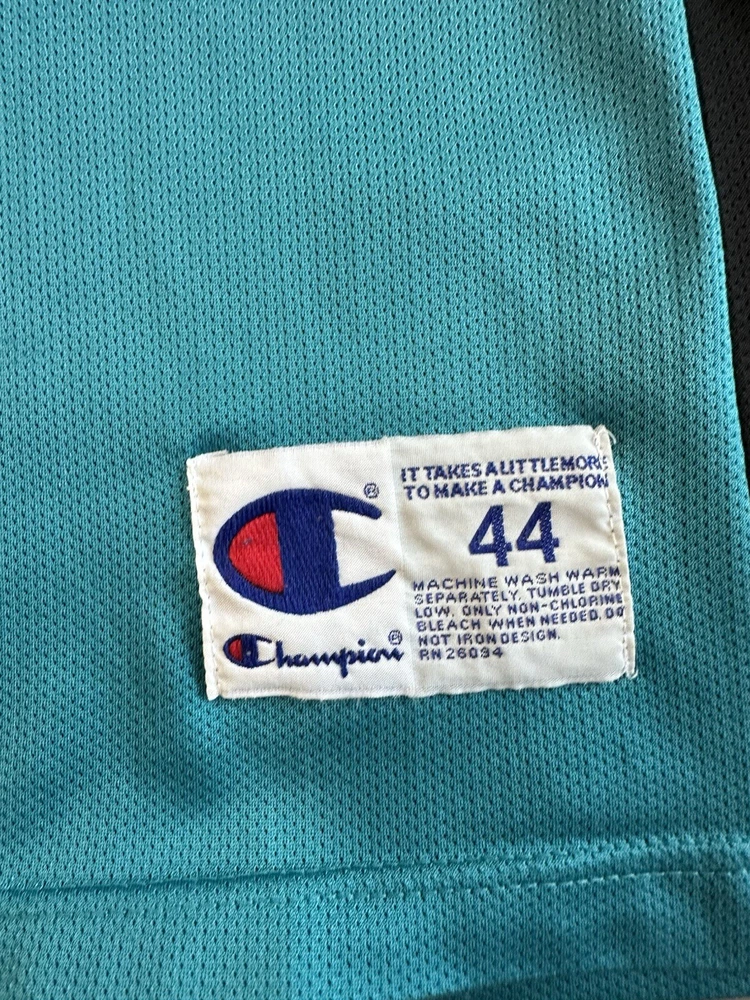 ®
Champion®
IT TAKES A LITTLE MORE
TO MAKE A CHAMPION
44
MACHINE WASH WARM
SEPARATELY. TUMBLE DRY
LOW. ONLY NON-CHLORINE
BLEACH WHEN NEEDED. DO
NOT IRON DESIGN.
RN 26094